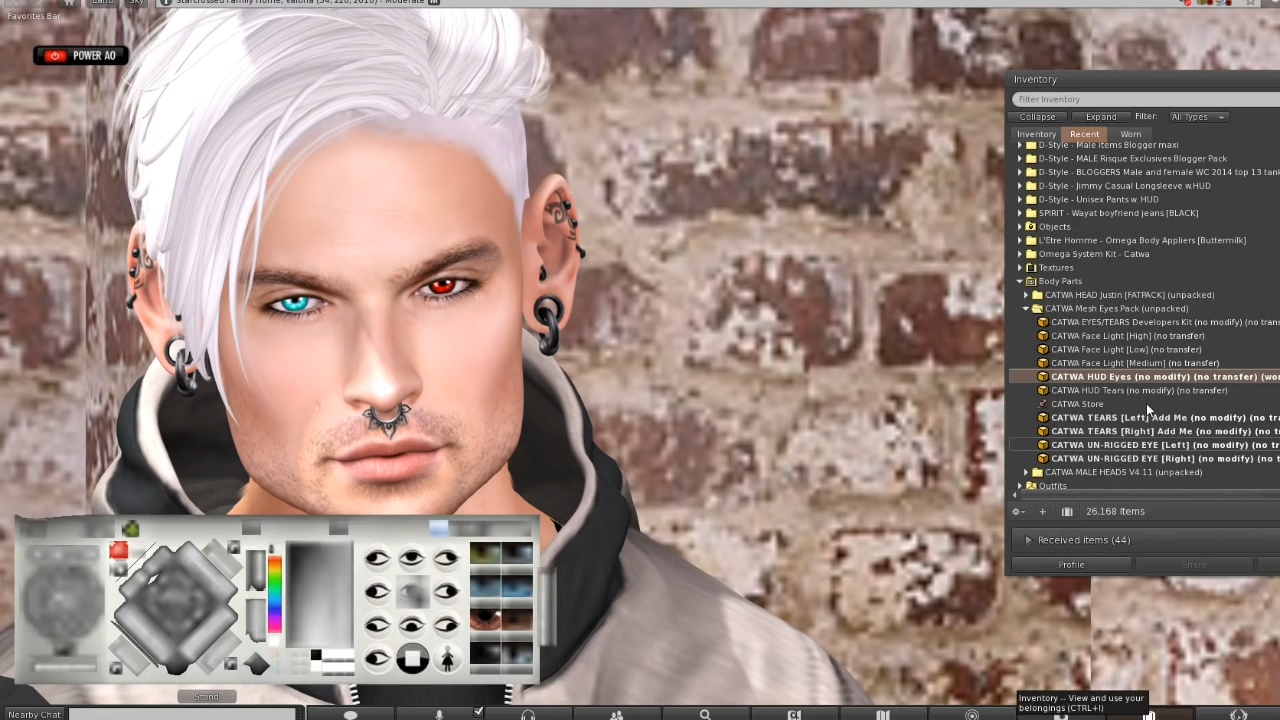 Starcrossed Family Home, Valona (54, 226, 2010) - Moderate
Land
Sky
Favorites Bar
POWER AO
Inventory
Filter Inventory
Collapse
Expand
Filter:
All Types
Inventory
Recent
Worn
D-Style - Male items Blogger maxi
D-Style - MALE Risque Exclusives Blogger Pack
D-Style - BLOGGERS Male and female WC 2014 top 13 tank
D-Style - Jimmy Casual Longsleeve w.HUD
D-Style - Unisex Pants w. HUD
SPIRIT - Wayat boyfriend jeans [BLACK]
Objects
L'Etre Homme - Omega Body Appliers [Buttermilk]
Omega System Kit - Catwa
Textures
Body Parts
CATWA HEAD Justin [FATPACK] (unpacked)
CATWA Mesh Eyes Pack (unpacked)
CATWA EYES/TEARS Developers Kit (no modify) (no tran
CATWA Face Light [High] (no transfer)
CATWA Face Light [Low] (no transfer)
CATWA Face Light [Medium] (no transfer)
CATWA HUD Eyes (no modify) (no transfer) (wor
CATWA HUD Tears (no modify) (no transfer)
CATWA Store
CATWA TEARS [Left] Add Me (no modify) (no tr
CATWA TEARS [Right] Add Me (no modify) (no t
CATWA UN-RIGGED EYE [Left] (no modify) (no tr
CATWA UN-RIGGED EYE [Right] (no modify) (no t
CATWA MALE HEADS V4.11 (unpacked)
Outfits
26,168 Items
Received items (44)
Profile
Share
Stand
Inventory -- View and use your
belongings (CTRL+I)
Nearby Chat